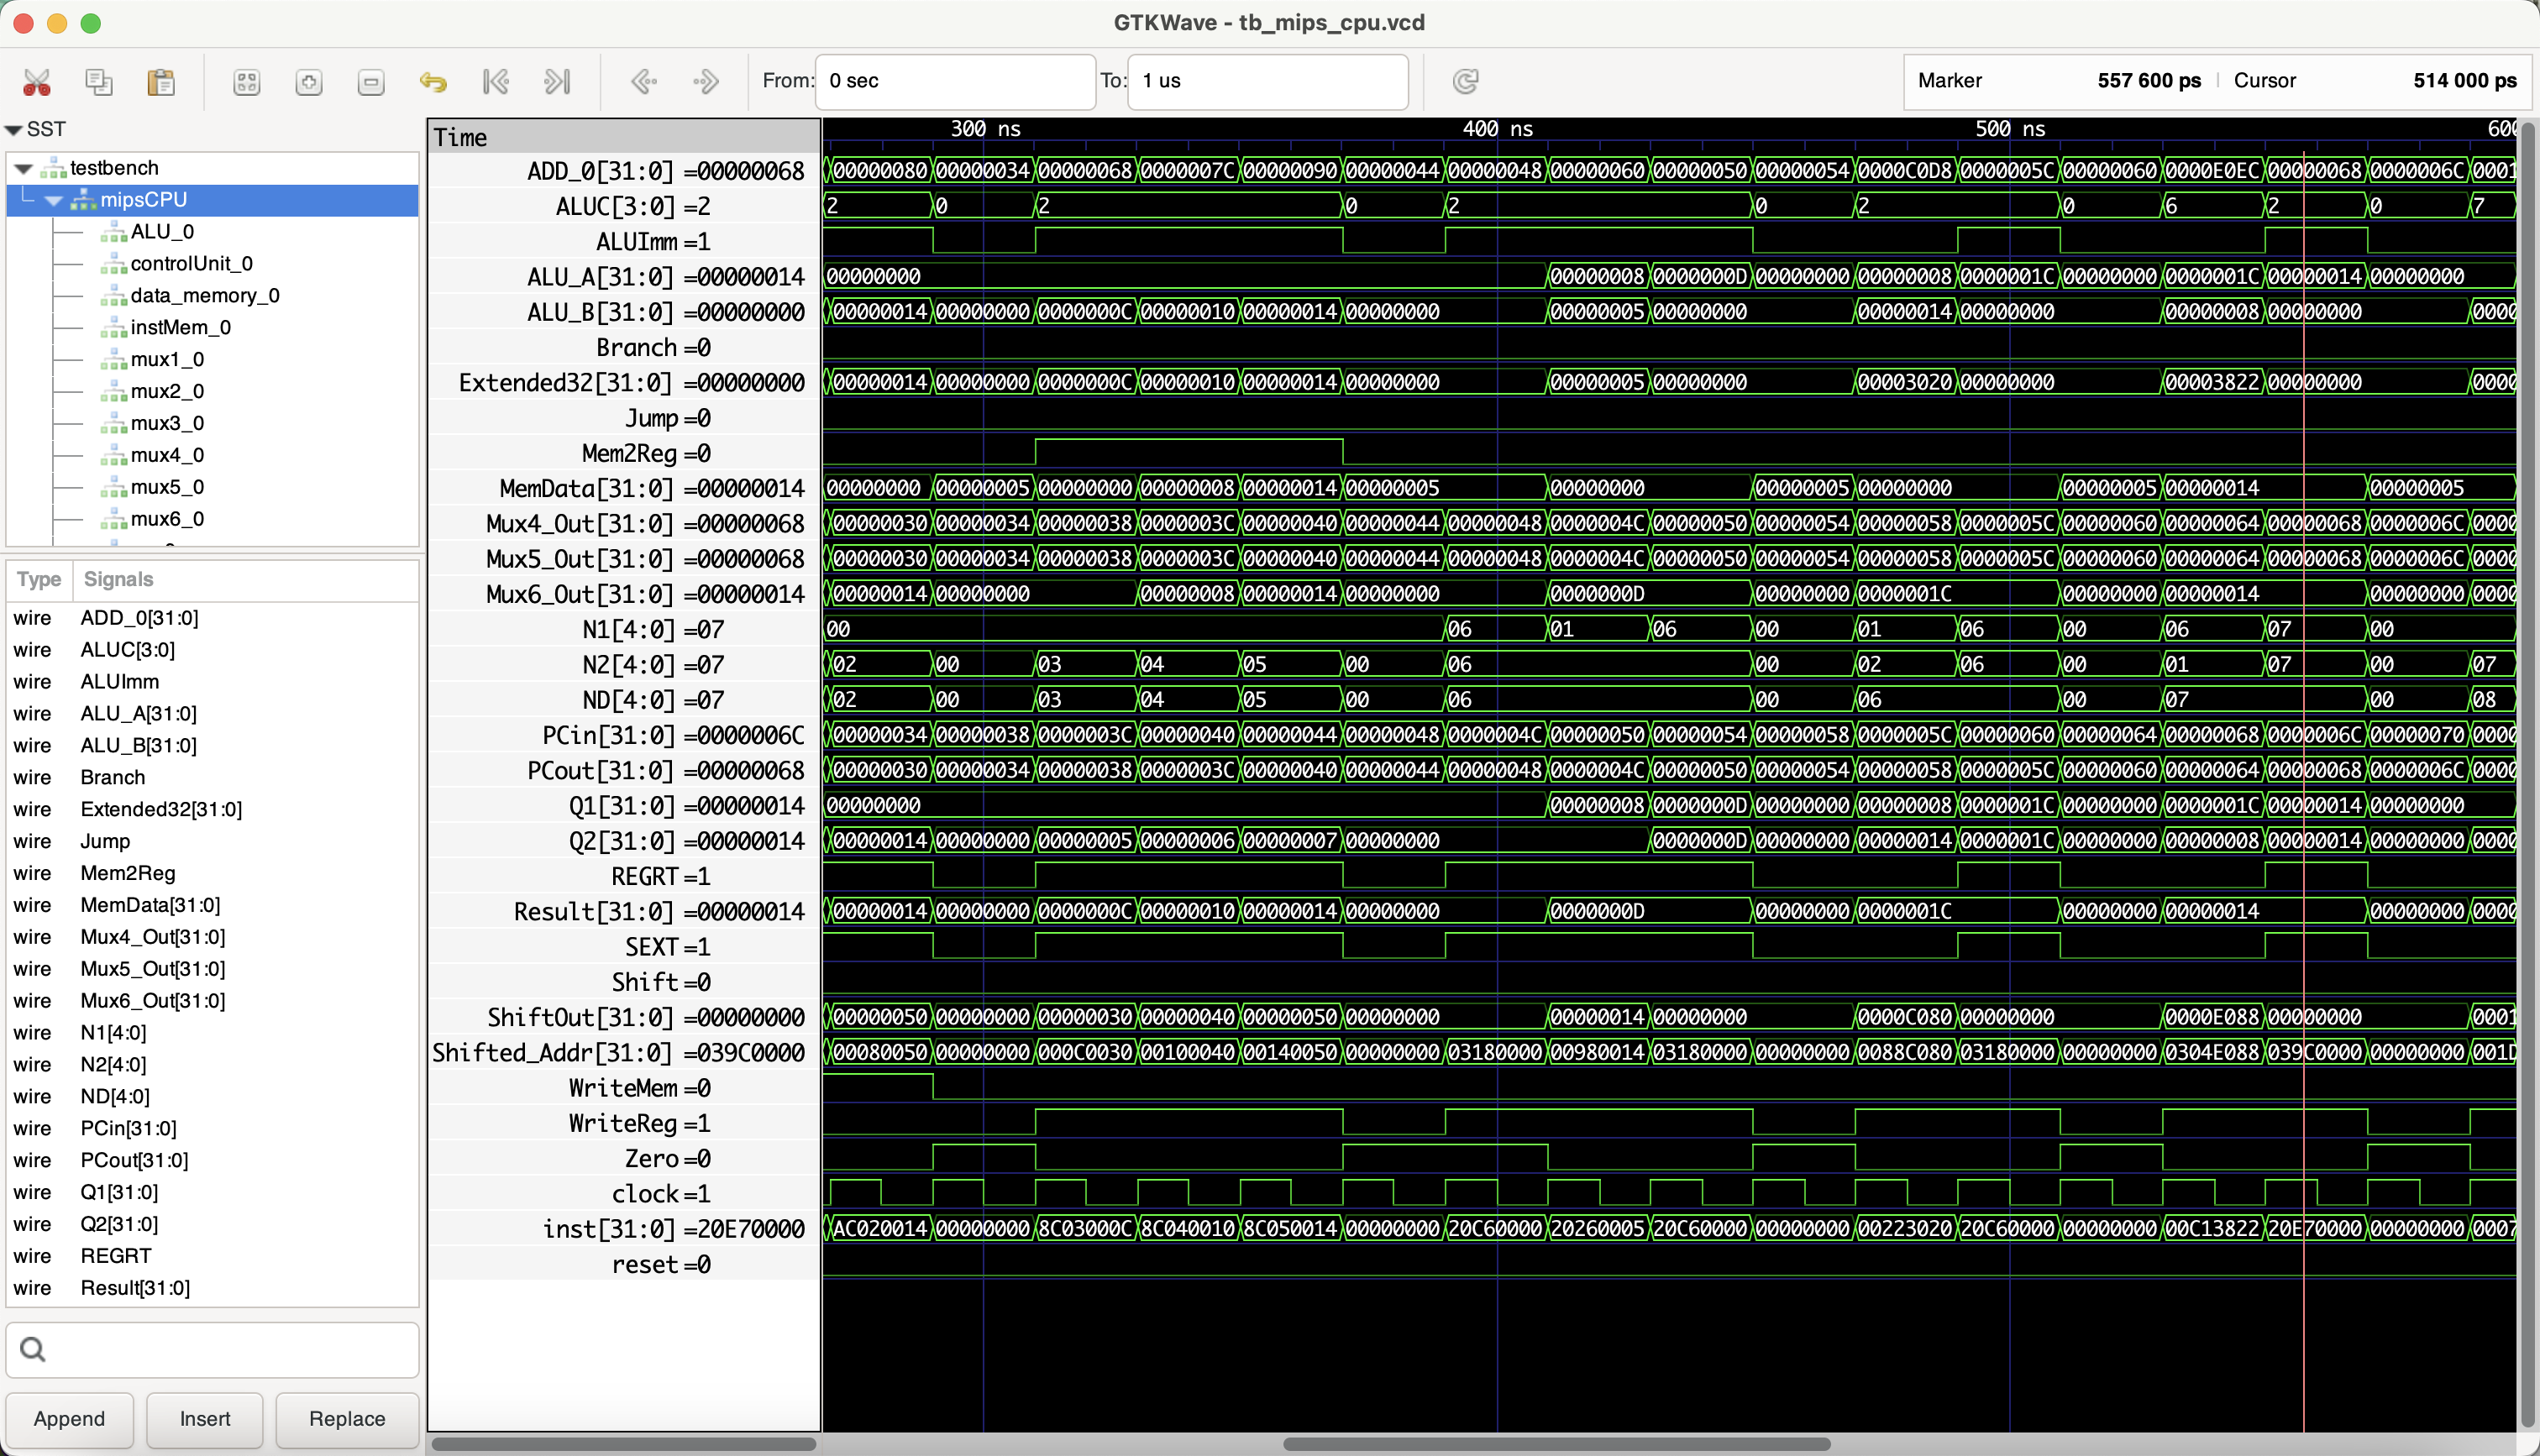 GTKWave - tb_mips_cpu.vcd
From: 0 sec To: 1 us Marker 557 600 ps | Cursor 514 000 ps
SST
testbench
mipsCPU
ALU_0
controlUnit_0
data_memory_0
instMem_0
mux1_0
mux2_0
mux3_0
mux4_0
mux5_0
mux6_0
Type Signals
wire ADD_0[31:0]
wire ALUC[3:0]
wire ALUImm
wire ALU_A[31:0]
wire ALU_B[31:0]
wire Branch
wire Extended32[31:0]
wire Jump
wire Mem2Reg
wire MemData[31:0]
wire Mux4_Out[31:0]
wire Mux5_Out[31:0]
wire Mux6_Out[31:0]
wire N1[4:0]
wire N2[4:0]
wire ND[4:0]
wire PCin[31:0]
wire PCout[31:0]
wire Q1[31:0]
wire Q2[31:0]
wire REGRT
wire Result[31:0]
Append Insert Replace
Time 300 ns 400 ns 500 ns 600
ADD_0[31:0] =00000068 00000080 00000034 00000068 0000007C 00000090 00000044 00000048 00000060 00000050 00000054 0000C0D8 0000005C 00000060 0000E0EC 00000068 0000006C 0001
ALUC[3:0] =2 2 0 2 0 2 0 2 0 6 2 0 7
ALUImm =1
ALU_A[31:0] =00000014 00000000 00000008 0000000D 00000000 00000008 0000001C 00000000 0000001C 00000014 00000000
ALU_B[31:0] =00000000 00000014 00000000 0000000C 00000010 00000014 00000000 00000005 00000000 00000014 00000000 00000008 00000000 0000
Branch =0
Extended32[31:0] =00000000 00000014 00000000 0000000C 00000010 00000014 00000000 00000005 00000000 00003020 00000000 00003822 00000000 0000
Jump =0
Mem2Reg =0
MemData[31:0] =00000014 00000000 00000005 00000000 00000008 00000014 00000005 00000000 00000005 00000000 00000005 00000014 00000005
Mux4_Out[31:0] =00000068 00000030 00000034 00000038 0000003C 00000040 00000044 00000048 0000004C 00000050 00000054 00000058 0000005C 00000060 00000064 00000068 0000006C 0000
Mux5_Out[31:0] =00000068 00000030 00000034 00000038 0000003C 00000040 00000044 00000048 0000004C 00000050 00000054 00000058 0000005C 00000060 00000064 00000068 0000006C 0000
Mux6_Out[31:0] =00000014 00000014 00000000 00000008 00000014 00000000 0000000D 00000000 0000001C 00000000 00000014 00000000 0000
N1[4:0] =07 00 06 01 06 00 01 06 00 06 07 00
N2[4:0] =07 02 00 03 04 05 00 06 00 02 06 00 01 07 00 07
ND[4:0] =07 02 00 03 04 05 00 06 00 06 00 07 00 08
PCin[31:0] =0000006C 00000034 00000038 0000003C 00000040 00000044 00000048 0000004C 00000050 00000054 00000058 0000005C 00000060 00000064 00000068 0000006C 00000070 0000
PCout[31:0] =00000068 00000030 00000034 00000038 0000003C 00000040 00000044 00000048 0000004C 00000050 00000054 00000058 0000005C 00000060 00000064 00000068 0000006C 0000
Q1[31:0] =00000014 00000000 00000008 0000000D 00000000 00000008 0000001C 00000000 0000001C 00000014 00000000
Q2[31:0] =00000014 00000014 00000000 00000005 00000006 00000007 00000000 0000000D 00000000 00000014 0000001C 00000000 00000008 00000014 00000000 0000
REGRT =1
Result[31:0] =00000014 00000014 00000000 0000000C 00000010 00000014 00000000 0000000D 00000000 0000001C 00000000 00000014 00000000 0000
SEXT =1
Shift =0
ShiftOut[31:0] =00000000 00000050 00000000 00000030 00000040 00000050 00000000 00000014 00000000 0000C080 00000000 0000E088 00000000 0001
Shifted_Addr[31:0] =039C0000 00080050 00000000 000C0030 00100040 00140050 00000000 03180000 00980014 03180000 00000000 0088C080 03180000 00000000 0304E088 039C0000 00000000 001D
WriteMem =0
WriteReg =1
Zero =0
clock =1
inst[31:0] =20E70000 AC020014 00000000 8C03000C 8C040010 8C050014 00000000 20C60000 20260005 20C60000 00000000 00223020 20C60000 00000000 00C13822 20E70000 00000000 0007
reset =0